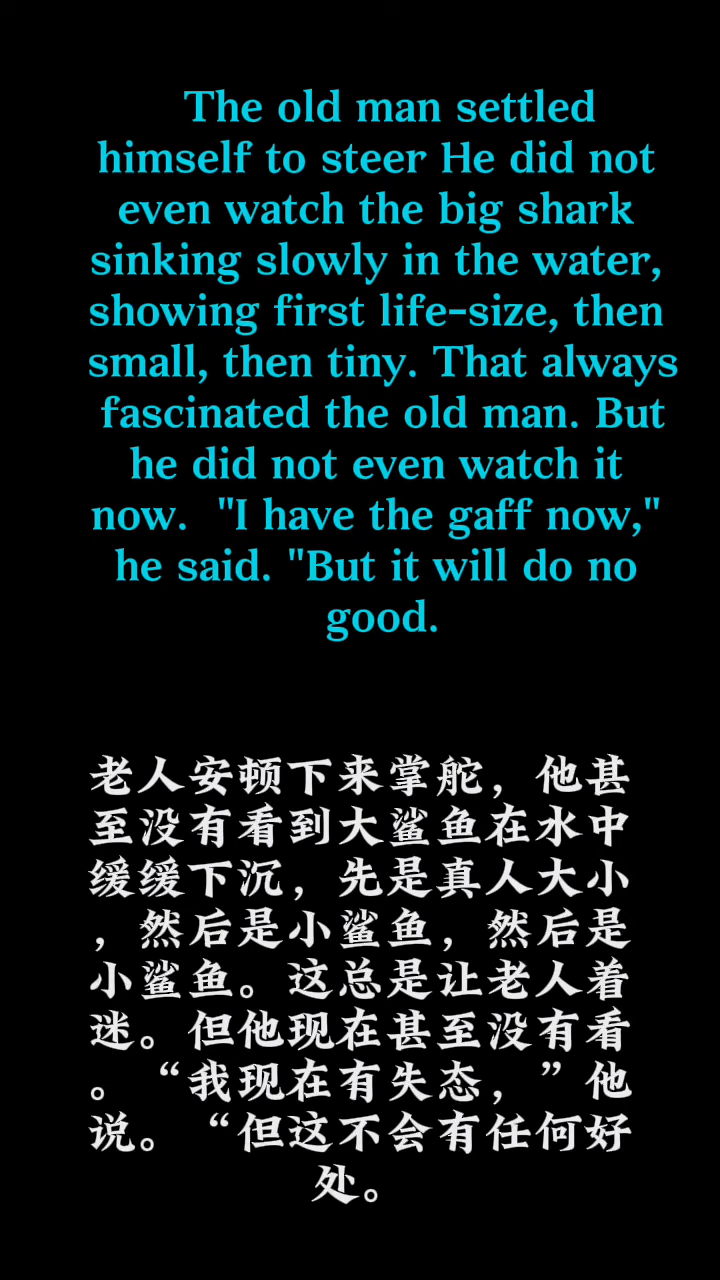 The old man settled
himself to steer He did not
even watch the big shark
sinking slowly in the water,
showing first life-size, then
small, then tiny. That always
fascinated the old man. But
he did not even watch it
now.  "I have the gaff now,"
he said. "But it will do no
good.
老人安顿下来掌舵，他甚
至没有看到大鲨鱼在水中
缓缓下沉，先是真人大小
，然后是小鲨鱼，然后是
小鲨鱼。这总是让老人着
迷。但他现在甚至没有看
。“我现在有失态，”他
说。“但这不会有任何好
处。